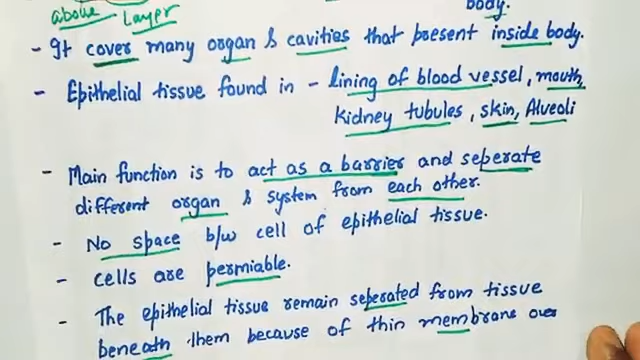 body.
above layer
- It covers many organ & cavities that present inside body.
- Epithelial tissue found in - lining of blood vessel, mouth,
kidney tubules, skin, Alveoli
- Main function is to act as a barrier and seperate
different organ & system from each other.
- No space b/w cell of epithelial tissue.
- cells are permiable.
- The epithelial tissue remain seperated from tissue
beneath them because of thin membrane over